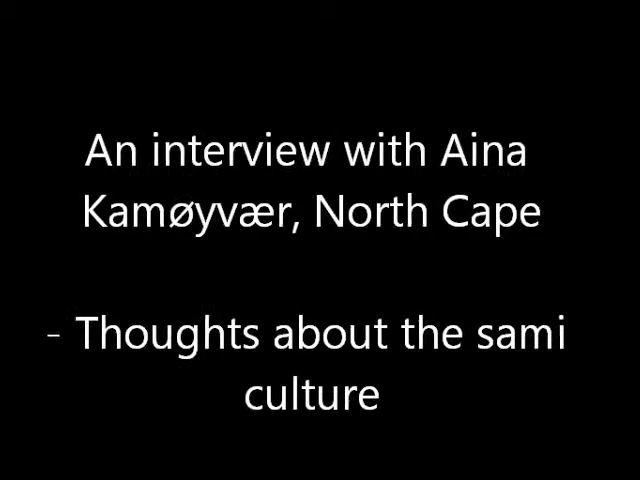 An interview with Aina
Kamøyvær, North Cape
- Thoughts about the sami
culture